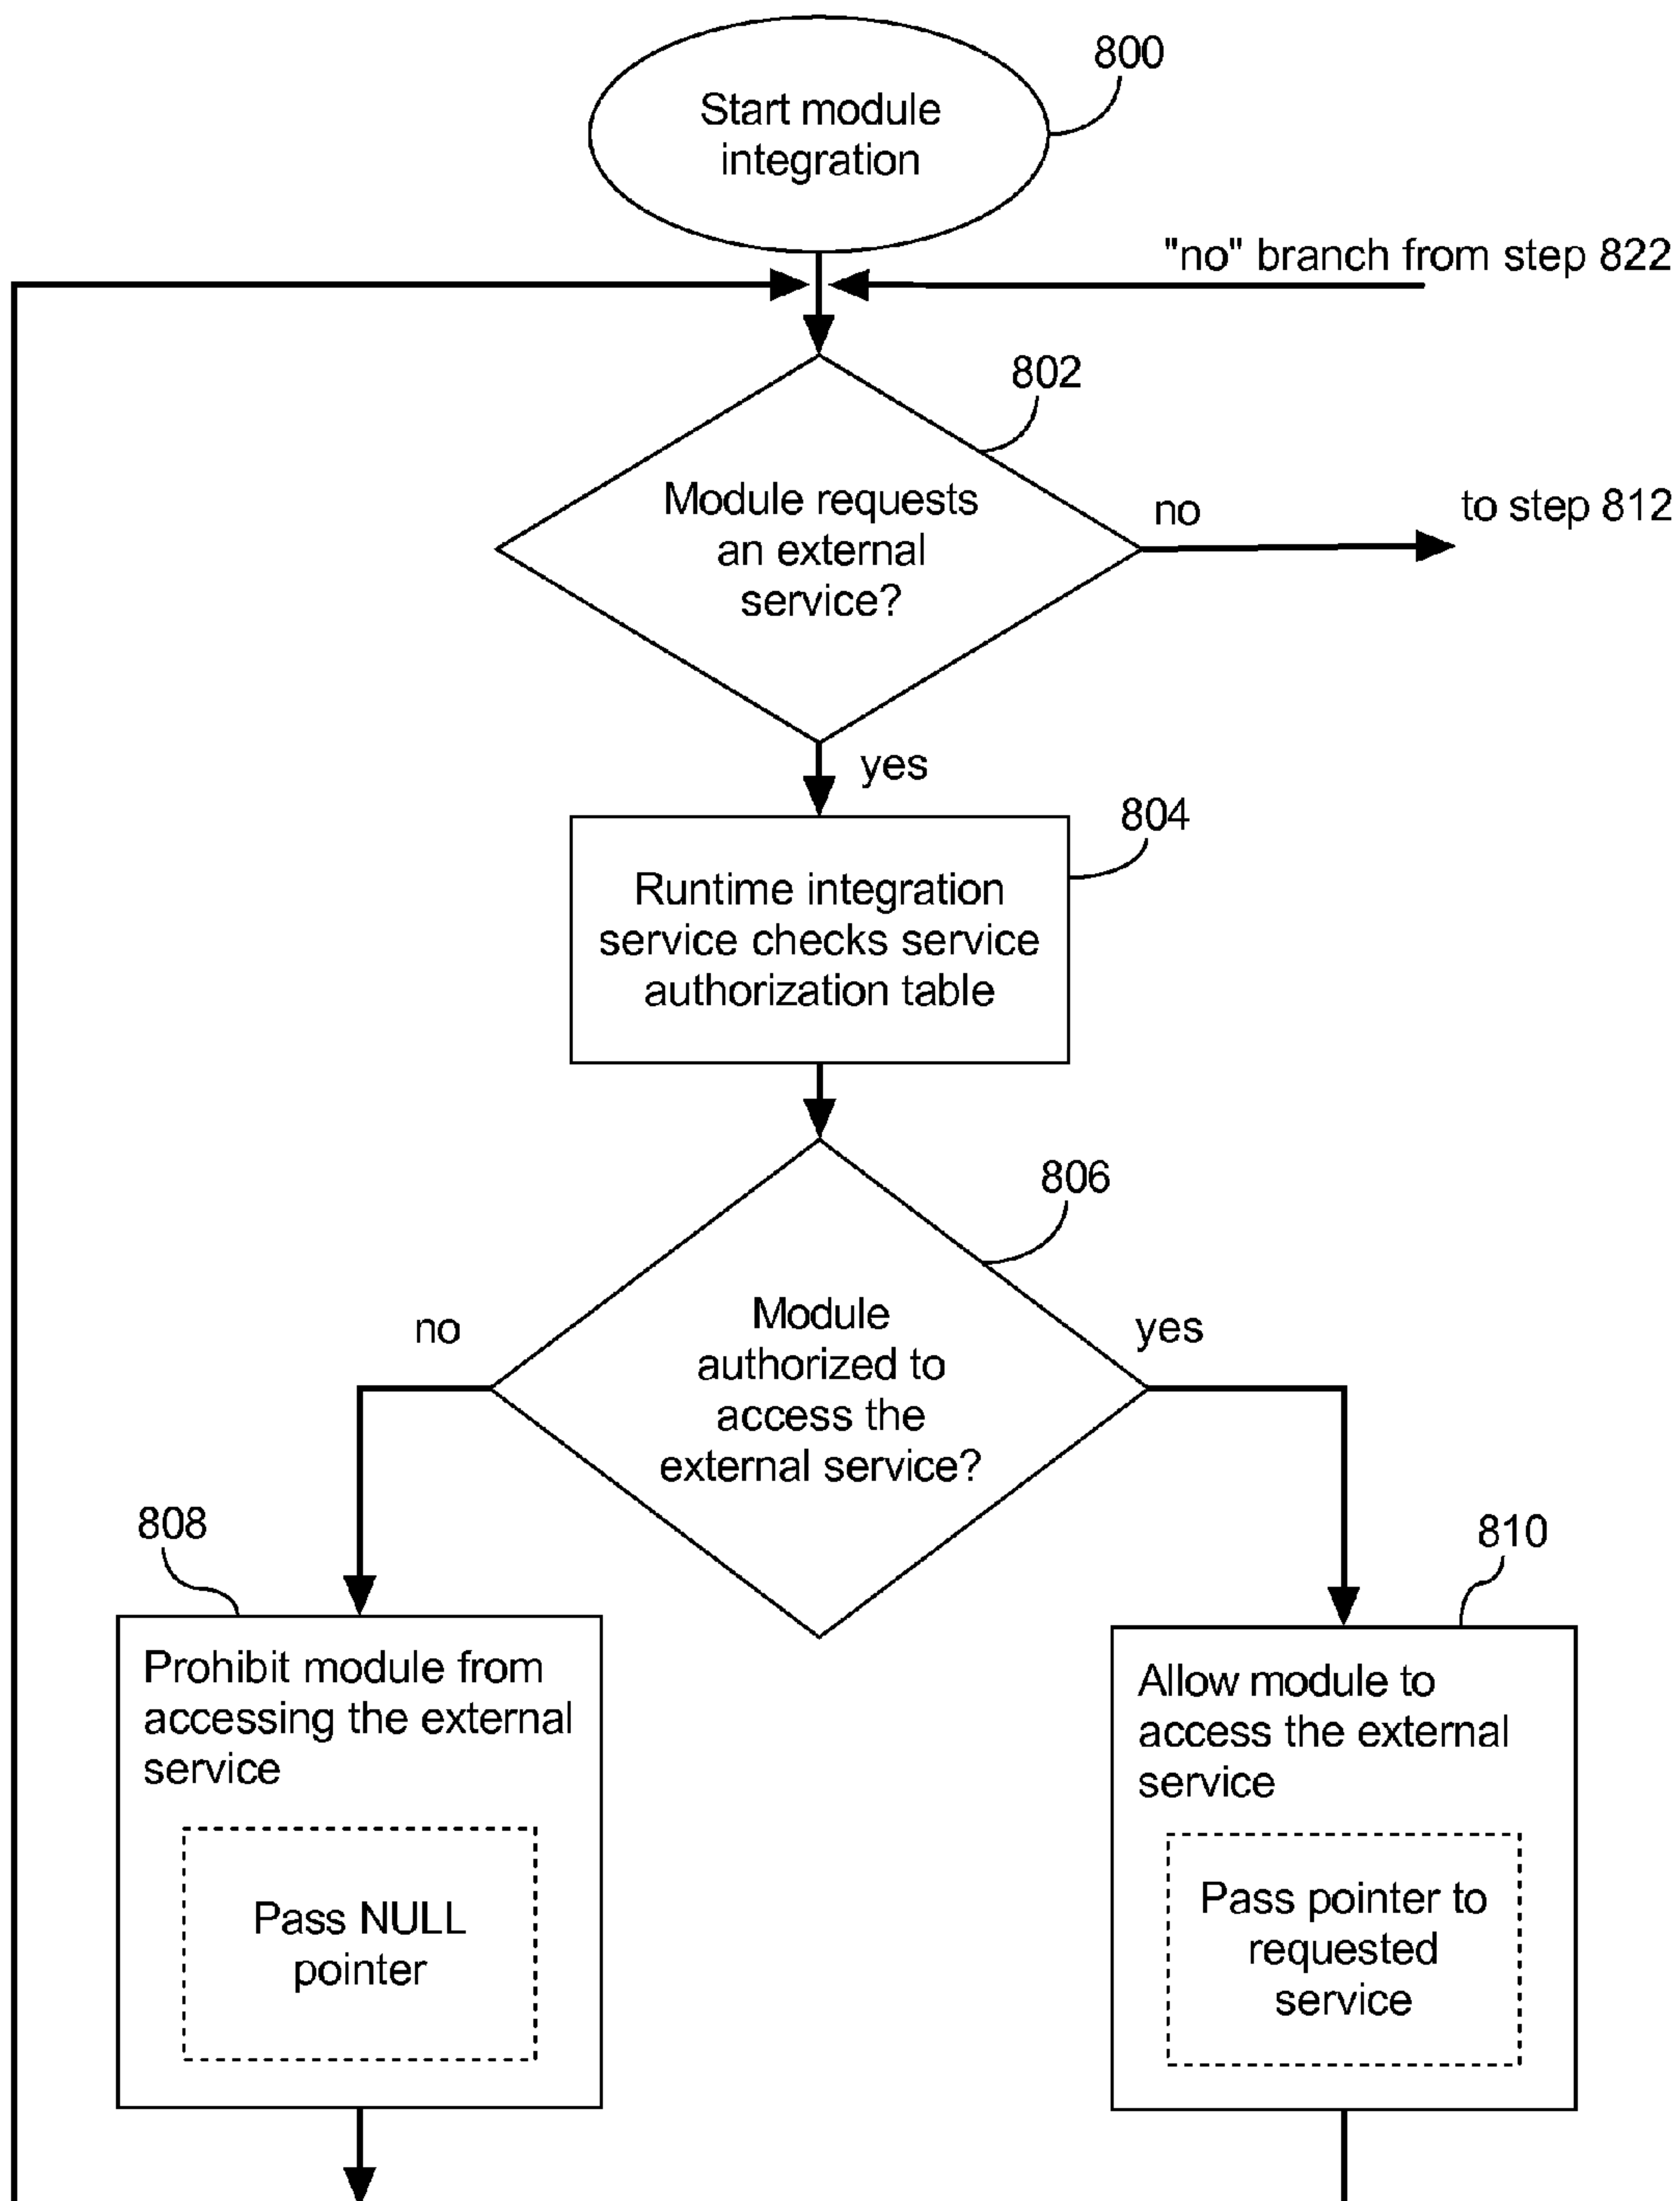 800
Start module
integration
"no" branch from step 822
802
Module requests
an external
service?
no
to step 812
yes
804
Runtime integration
service checks service
authorization table
806
Module
authorized to
access the
external service?
no
yes
808
Prohibit module from
accessing the external
service
Pass NULL
pointer
810
Allow module to
access the external
service
Pass pointer to
requested
service